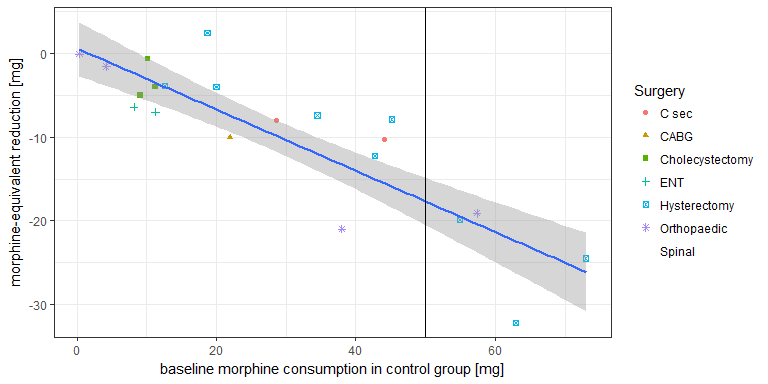 0
-10
-20
-30
morphine-equivalent reduction [mg]
0
20
40
60
baseline morphine consumption in control group [mg]
Surgery
C sec
CABG
Cholecystectomy
ENT
Hysterectomy
Orthopaedic
Spinal